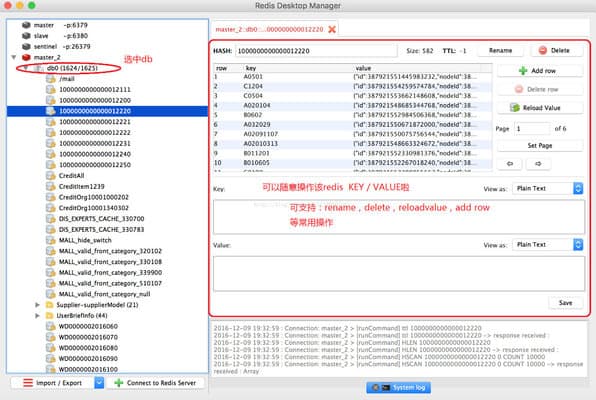 Redis Desktop Manager
master -p:6379
slave -p:6380
sentinel -p:26379
master_2
db0 (1624/1625)
选中db
/mail
1000000000000012111
1000000000000012200
1000000000000012220
1000000000000012221
1000000000000012222
1000000000000012231
1000000000000012240
1000000000000012250
CreditAll
CreditItem1239
CreditOrg10001000202
CreditOrg10001340302
DIS_EXPERTS_CACHE_330700
DIS_EXPERTS_CACHE_330783
MALL_hide_switch
MALL_valid_front_category_320102
MALL_valid_front_category_330108
MALL_valid_front_category_339900
MALL_valid_front_category_510107
MALL_valid_front_category_null
Supplier-supplierModel (21)
UserBriefInfo (44)
WD0000002016060
WD0000002016080
WD0000002016090
WD0000002016100
Import / Export
Connect to Redis Server
master_2::db0:...0000000012220
HASH:
1000000000000012220
Size: 582
TTL: -1
Rename
Delete
row key value
1 A0501 {"id":387921551445983232,"nodeId":38...
2 C1204 {"id":387921554259574784,"nodeId":38...
3 C0504 {"id":387921553662148608,"nodeId":38...
4 A020104 {"id":387921548685344768,"nodeId":38...
5 B0602 {"id":387921552984506368,"nodeId":38...
6 A032029 {"id":387921550671872000,"nodeId":38...
7 A02091107 {"id":387921550075756544,"nodeId":38...
8 A02010313 {"id":387921548663324672,"nodeId":38...
9 B011201 {"id":387921552330981376,"nodeId":38...
10 B010605 {"id":387921552267018240,"nodeId":38...
Add row
Delete row
Reload Value
Page 1 of 6
Set Page
Key:
可以随意操作该redis KEY / VALUE啦
View as: Plain Text
可支持：rename，delete，reloadvalue，add row
等常用操作
Value:
View as: Plain Text
Save
2016-12-09 19:32:59 : Connection: master_2 > [runCommand] ttl 1000000000000012220
2016-12-09 19:32:59 : Connection: master_2 > [runCommand] ttl 1000000000000012220 -> response received :
2016-12-09 19:32:59 : Connection: master_2 > [runCommand] HLEN 1000000000000012220
2016-12-09 19:32:59 : Connection: master_2 > [runCommand] HLEN 1000000000000012220 -> response received :
2016-12-09 19:32:59 : Connection: master_2 > [runCommand] HSCAN 1000000000000012220 0 COUNT 10000
2016-12-09 19:32:59 : Connection: master_2 > [runCommand] HSCAN 1000000000000012220 0 COUNT 10000 -> response
received : Array
System log